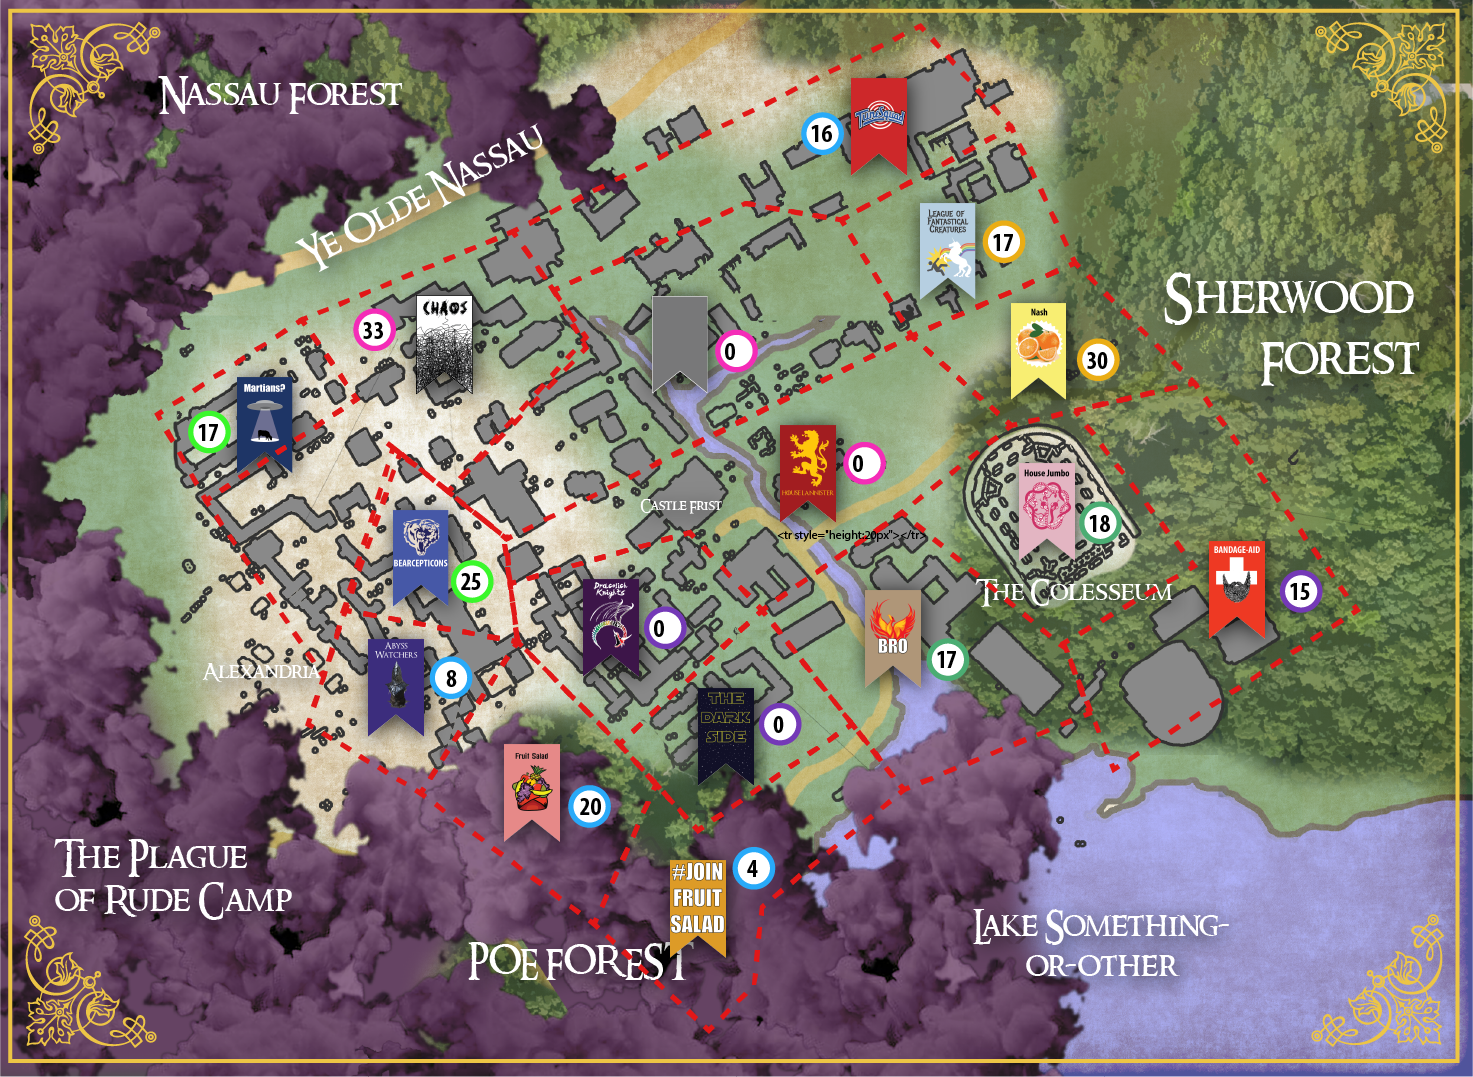 NASSAU FOREST
YE OLDE NASSAU
16
TuneSquad
LEAGUE OF
FANTASTICAL
CREATURES
17
SHERWOOD
FOREST
CHAOS
33
0
Nash
30
Martians?
17
HOUSE LANNISTER
0
CASTLE FRIST
<tr style="height:20px"></tr>
House Jumbo
18
THE COLESSEUM
BEARCEPTICONS
25
BANDAGE-AID
15
Dracolich
Knights
0
BRO
17
ALEXANDRIA
ABYSS
WATCHERS
8
THE
DARK
SIDE
0
Fruit Salad
20
THE PLAGUE
OF RUDE CAMP
#JOIN
FRUIT
SALAD
4
POE FOREST
LAKE SOMETHING-
OR-OTHER